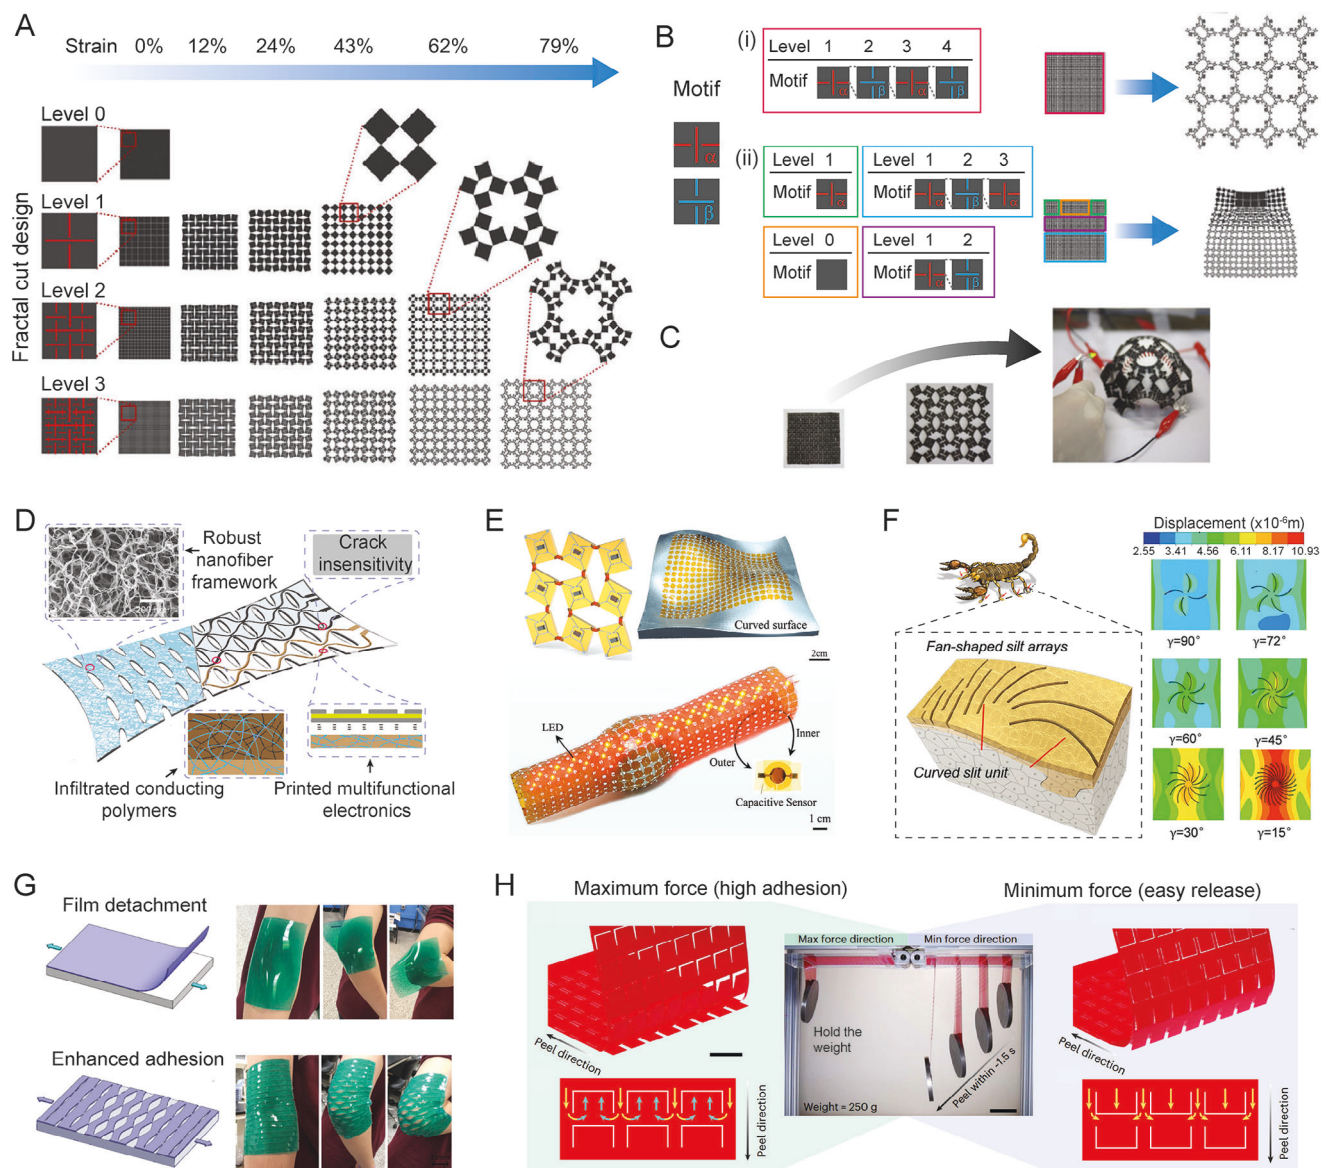 A
Strain 0% 12% 24% 43% 62% 79%
Fractal cut design
Level 0
Level 1
Level 2
Level 3
B
Motif
α
β
(i)
Level 1 2 3 4
Motif α β α β
(ii)
Level 1
Motif α
Level 1 2 3
Motif α β α
Level 0
Motif
Level 1 2
Motif α β
C
D
Robust
nanofiber
framework
Crack
insensitivity
Infiltrated conducting
polymers
Printed multifunctional
electronics
E
Curved surface
2cm
LED
Inner
Outer
Capacitive Sensor
1 cm
F
Displacement (x10⁻⁶m)
2.55 3.41 4.56 6.11 8.17 10.93
Fan-shaped silt arrays
Curved slit unit
γ=90°
γ=72°
γ=60°
γ=45°
γ=30°
γ=15°
G
Film detachment
Enhanced adhesion
H
Maximum force (high adhesion)
Minimum force (easy release)
Max force direction
Min force direction
Hold the
weight
Peel within ~1.5 s
Weight = 250 g
Peel direction
Peel direction
Peel direction
Peel direction